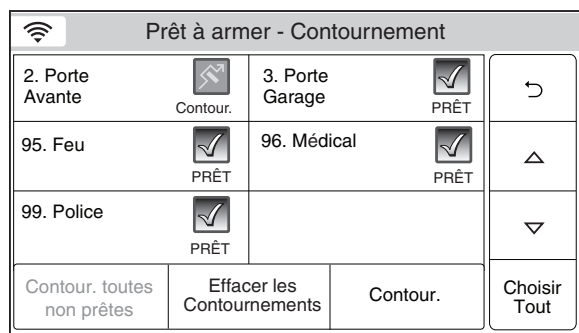 Prêt à armer - Contournement
2. Porte
Avante
Contour.
3. Porte
Garage
PRÊT
95. Feu
PRÊT
96. Médical
PRÊT
99. Police
PRÊT
Contour. toutes
non prêtes
Effacer les
Contournements
Contour.
Choisir
Tout